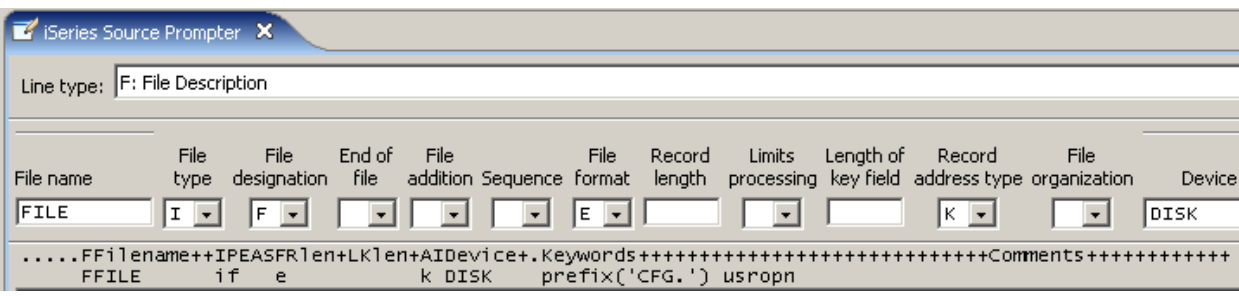 iSeries Source Prompter
Line type: F: File Description
File name File type File designation End of file File addition Sequence File format Record length Limits processing Length of key field Record address type File organization Device
FILE I F E K DISK
.....FFilename++IPEASFRlen+LKlen+AIDevice+.Keywords+++++++++++++++++++++++++++++Comments++++++++++++
FFILE      if   e           k DISK    prefix('CFG.') usropn